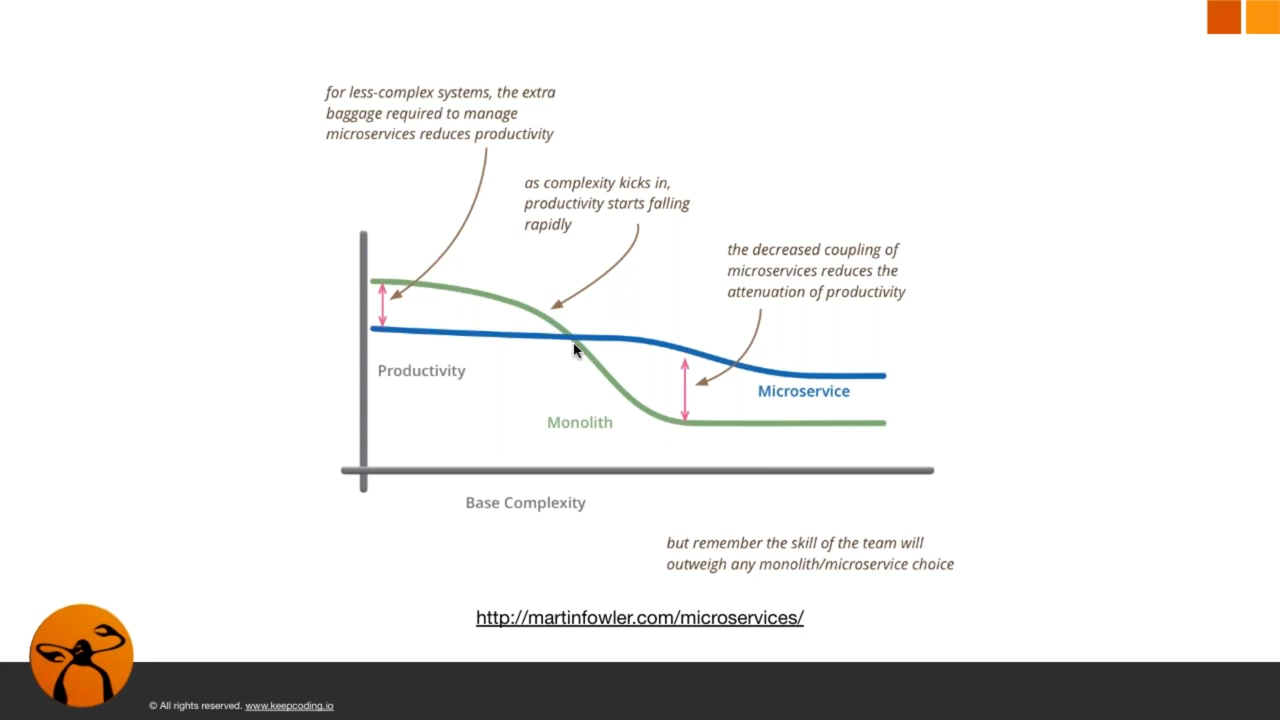 for less-complex systems, the extra
baggage required to manage
microservices reduces productivity
as complexity kicks in,
productivity starts falling
rapidly
the decreased coupling of
microservices reduces the
attenuation of productivity
Productivity
Microservice
Monolith
Base Complexity
but remember the skill of the team will
outweigh any monolith/microservice choice
http://martinfowler.com/microservices/
© All rights reserved. www.keepcoding.io